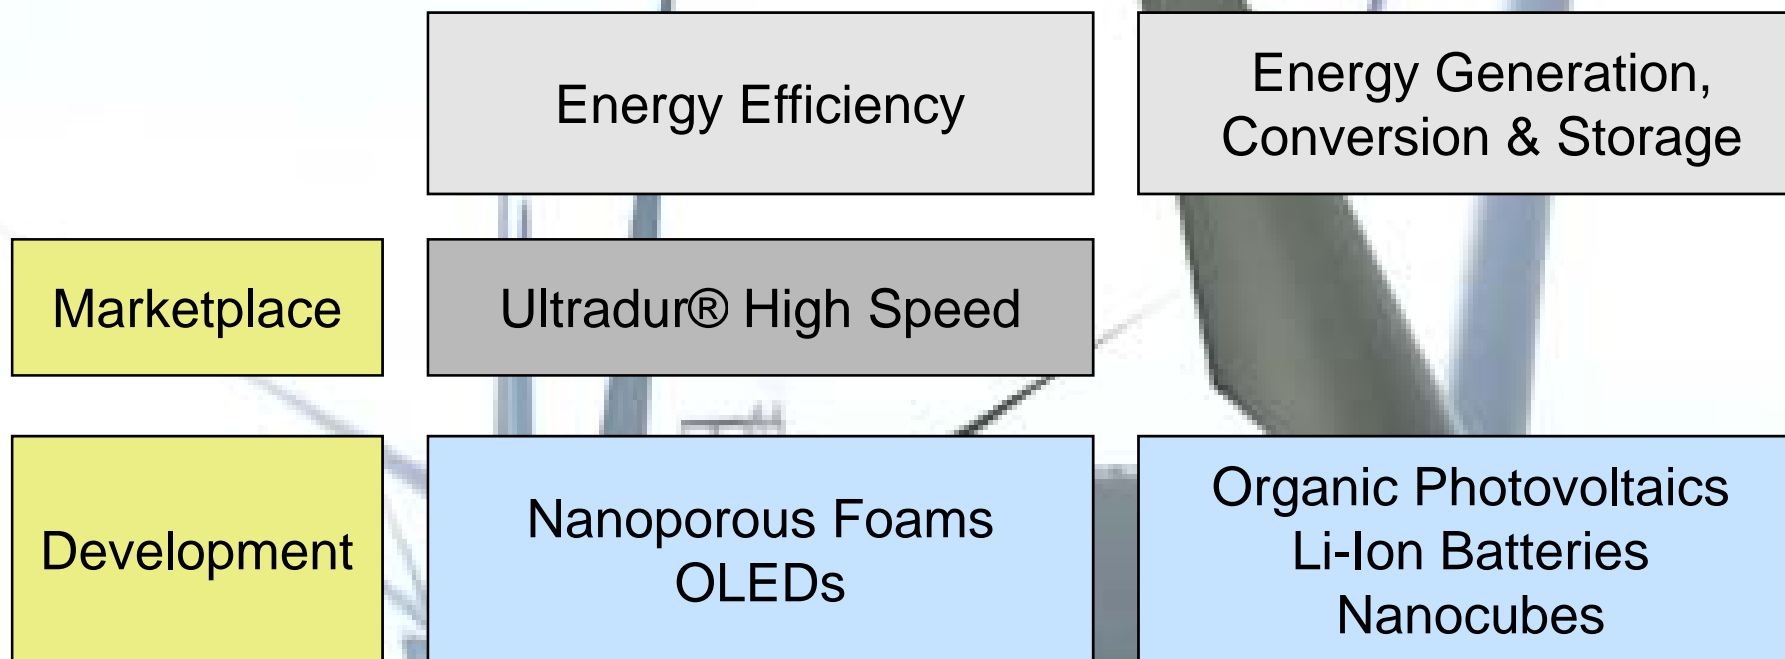 Energy Efficiency
Energy Generation,
Conversion & Storage
Marketplace
Ultradur® High Speed
Development
Nanoporous Foams
OLEDs
Organic Photovoltaics
Li-Ion Batteries
Nanocubes